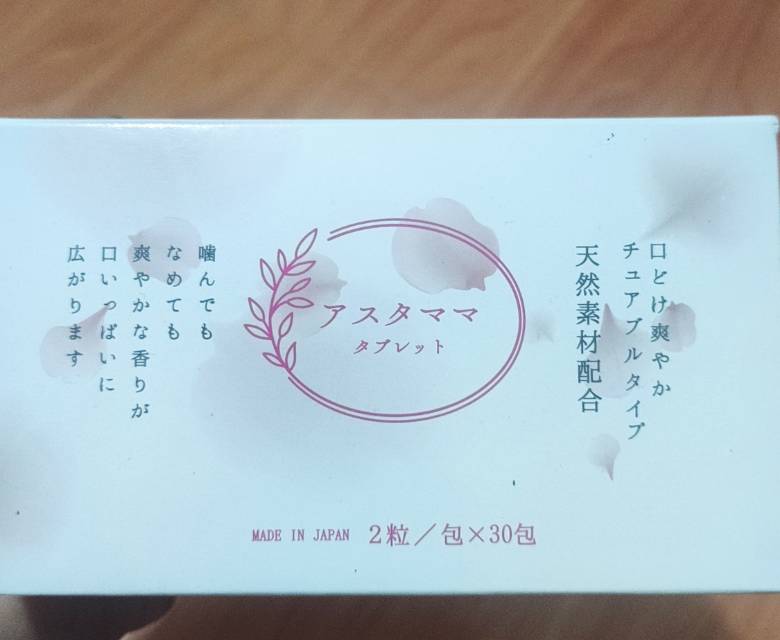 口どけ爽やか
チュアブルタイプ
天然素材配合
アスタママ
タブレット
噛んでも
なめても
爽やかな香りが
口いっぱいに
広がります
MADE IN JAPAN 2粒／包×30包